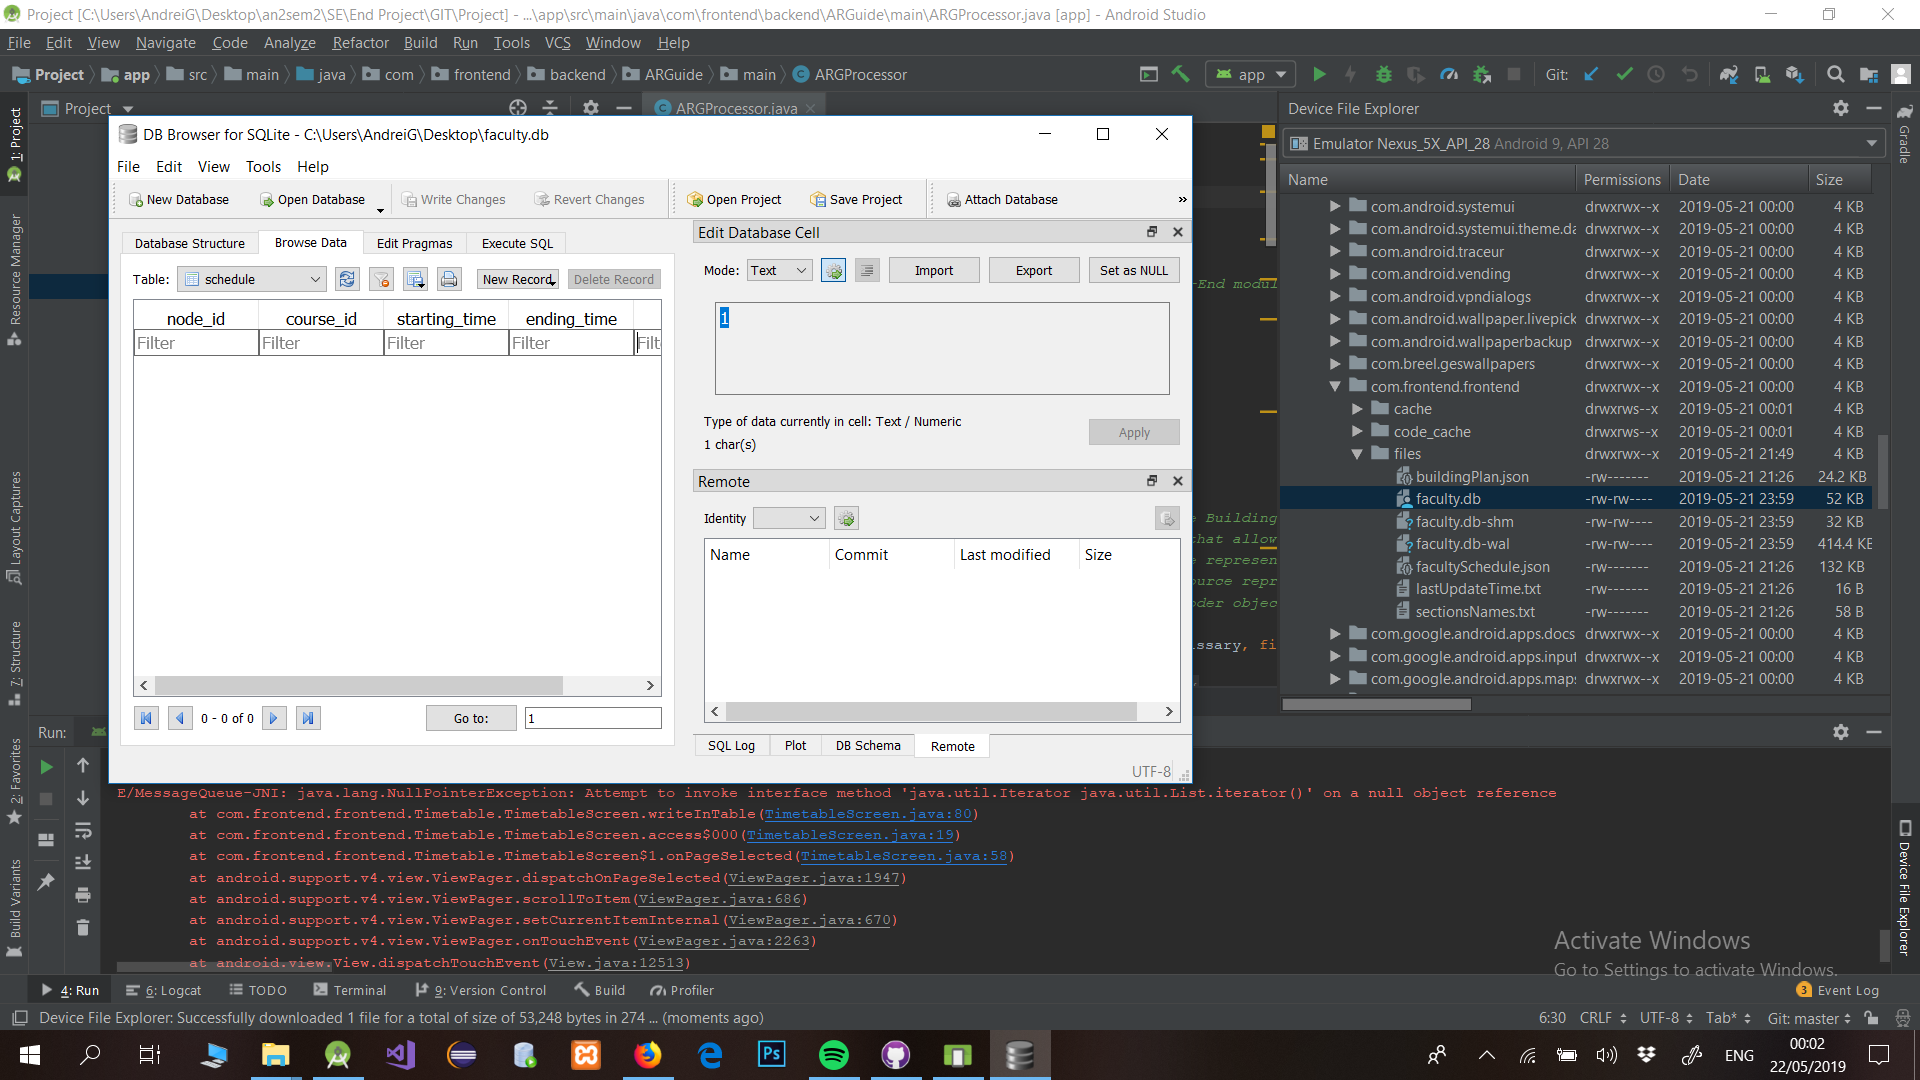 Project [C:\Users\AndreiG\Desktop\an2sem2\SE\End Project\GIT\Project] - ...\app\src\main\java\com\frontend\backend\ARGuide\main\ARGProcessor.java [app] - Android Studio
File Edit View Navigate Code Analyze Refactor Build Run Tools VCS Window Help
Project app src main java com frontend backend ARGuide main ARGProcessor app Git:
Project ARGProcessor.java Device File Explorer
DB Browser for SQLite - C:\Users\AndreiG\Desktop\faculty.db
File Edit View Tools Help
New Database Open Database Write Changes Revert Changes Open Project Save Project Attach Database »
Database Structure Browse Data Edit Pragmas Execute SQL
Table: schedule New Record Delete Record
node_id course_id starting_time ending_time
Filter Filter Filter Filter Filt
0 - 0 of 0 Go to: 1
Edit Database Cell
Mode: Text Import Export Set as NULL
1
Type of data currently in cell: Text / Numeric
1 char(s)
Apply
Remote
Identity
Name Commit Last modified Size
SQL Log Plot DB Schema Remote
UTF-8
-End modul
e Building
that allow
e represen
ource repr
der objec
ssary, fi
Emulator Nexus_5X_API_28 Android 9, API 28
Name Permissions Date Size
com.android.systemui drwxrwx--x 2019-05-21 00:00 4 KB
com.android.systemui.theme.da drwxrwx--x 2019-05-21 00:00 4 KB
com.android.traceur drwxrwx--x 2019-05-21 00:00 4 KB
com.android.vending drwxrwx--x 2019-05-21 00:00 4 KB
com.android.vpndialogs drwxrwx--x 2019-05-21 00:00 4 KB
com.android.wallpaper.livepick drwxrwx--x 2019-05-21 00:00 4 KB
com.android.wallpaperbackup drwxrwx--x 2019-05-21 00:00 4 KB
com.breel.geswallpapers drwxrwx--x 2019-05-21 00:00 4 KB
com.frontend.frontend drwxrwx--x 2019-05-21 00:00 4 KB
cache drwxrws--x 2019-05-21 00:01 4 KB
code_cache drwxrws--x 2019-05-21 00:01 4 KB
files drwxrwx--x 2019-05-21 21:49 4 KB
buildingPlan.json -rw------- 2019-05-21 21:26 24.2 KB
faculty.db -rw-rw---- 2019-05-21 23:59 52 KB
faculty.db-shm -rw-rw---- 2019-05-21 23:59 32 KB
faculty.db-wal -rw-rw---- 2019-05-21 23:59 414.4 KE
facultySchedule.json -rw------- 2019-05-21 21:26 132 KB
lastUpdateTime.txt -rw------- 2019-05-21 21:26 16 B
sectionsNames.txt -rw------- 2019-05-21 21:26 58 B
com.google.android.apps.docs drwxrwx--x 2019-05-21 00:00 4 KB
com.google.android.apps.input drwxrwx--x 2019-05-21 00:00 4 KB
com.google.android.apps.maps drwxrwx--x 2019-05-21 00:00 4 KB
1: Project
Resource Manager
Layout Captures
7: Structure
2: Favorites
Build Variants
Gradle
Device File Explorer
Run:
E/MessageQueue-JNI: java.lang.NullPointerException: Attempt to invoke interface method 'java.util.Iterator java.util.List.iterator()' on a null object reference
at com.frontend.frontend.Timetable.TimetableScreen.writeInTable(TimetableScreen.java:80)
at com.frontend.frontend.Timetable.TimetableScreen.access$000(TimetableScreen.java:19)
at com.frontend.frontend.Timetable.TimetableScreen$1.onPageSelected(TimetableScreen.java:58)
at android.support.v4.view.ViewPager.dispatchOnPageSelected(ViewPager.java:1947)
at android.support.v4.view.ViewPager.scrollToItem(ViewPager.java:686)
at android.support.v4.view.ViewPager.setCurrentItemInternal(ViewPager.java:670)
at android.support.v4.view.ViewPager.onTouchEvent(ViewPager.java:2263)
at android.view.View.dispatchTouchEvent(View.java:12513)
Activate Windows
Go to Settings to activate Windows.
4: Run 6: Logcat TODO Terminal 9: Version Control Build Profiler 3 Event Log
Device File Explorer: Successfully downloaded 1 file for a total of size of 53,248 bytes in 274 ... (moments ago) 6:30 CRLF UTF-8 Tab* Git: master
Ps ENG 00:02
22/05/2019